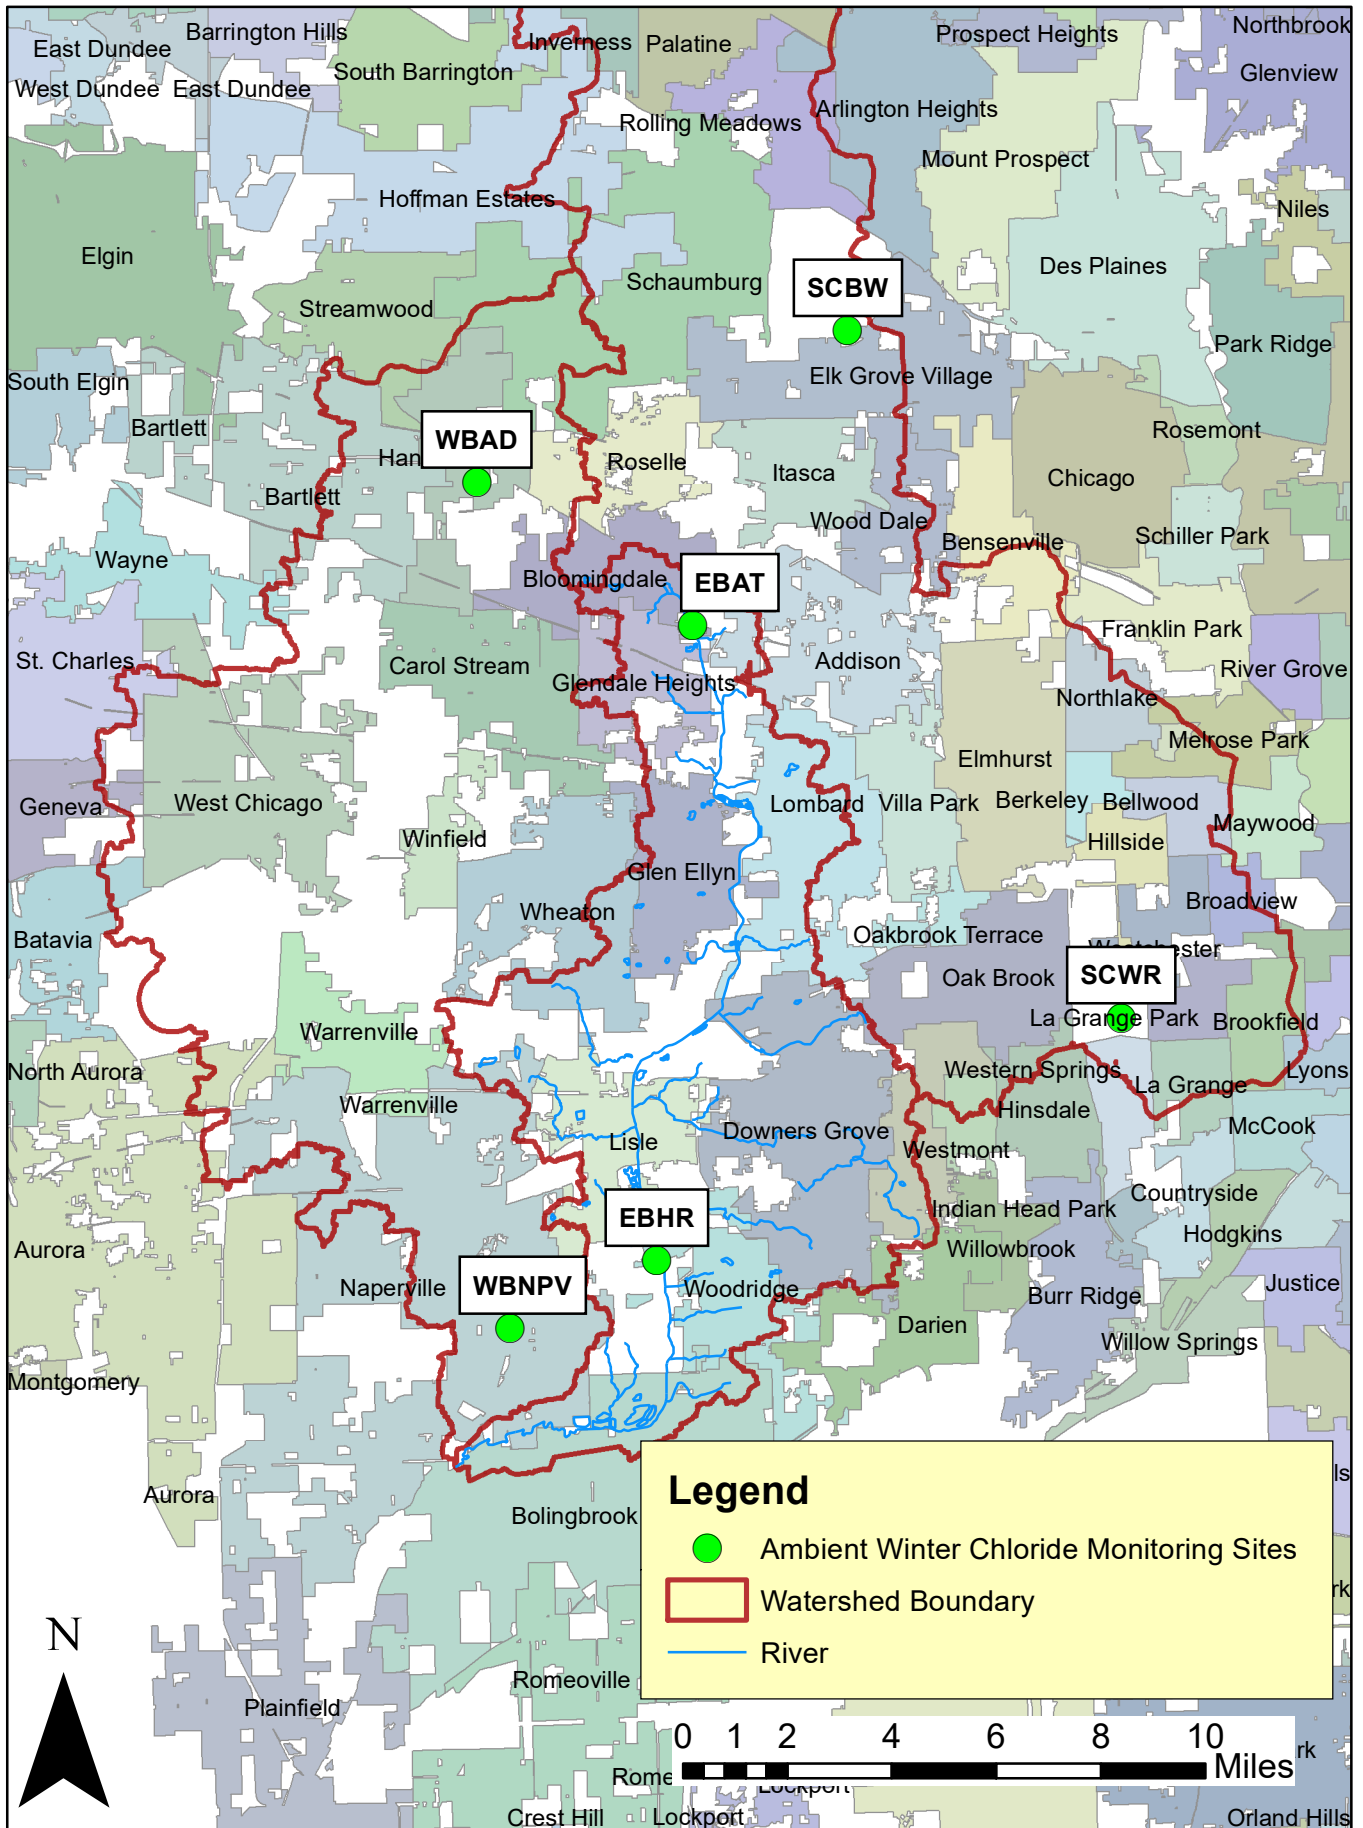 Barrington Hills
East Dundee
Inverness
Palatine
Prospect Heights
Northbrook
South Barrington
Glenview
West Dundee
East Dundee
Arlington Heights
Rolling Meadows
Mount Prospect
Hoffman Estates
Niles
Elgin
Des Plaines
Schaumburg
SCBW
Streamwood
Park Ridge
South Elgin
Elk Grove Village
Bartlett
WBAD
Han
Rosemont
Roselle
Itasca
Chicago
Bartlett
Wood Dale
Schiller Park
Bensenville
Wayne
Bloomingdale
EBAT
Franklin Park
St. Charles
Carol Stream
Addison
River Grove
Glendale Heights
Northlake
Melrose Park
Elmhurst
Geneva
West Chicago
Lombard
Villa Park
Berkeley
Bellwood
Maywood
Winfield
Hillside
Glen Ellyn
Broadview
Wheaton
Batavia
Oakbrook Terrace
Westchester
Oak Brook
SCWR
La Grange Park
Brookfield
Warrenville
North Aurora
Western Springs
Lyons
La Grange
Warrenville
Hinsdale
McCook
Lisle
Downers Grove
Westmont
Countryside
Indian Head Park
EBHR
Hodgkins
Aurora
Willowbrook
Naperville
WBNPV
Woodridge
Justice
Burr Ridge
Darien
Willow Springs
Montgomery
Aurora
Bolingbrook
ls
Legend
Ambient Winter Chloride Monitoring Sites
Watershed Boundary
River
rk
N
Romeoville
Plainfield
0 1 2 4 6 8 10
Miles
rk
Rome
Lockport
Crest Hill
Lockport
Orland Hills